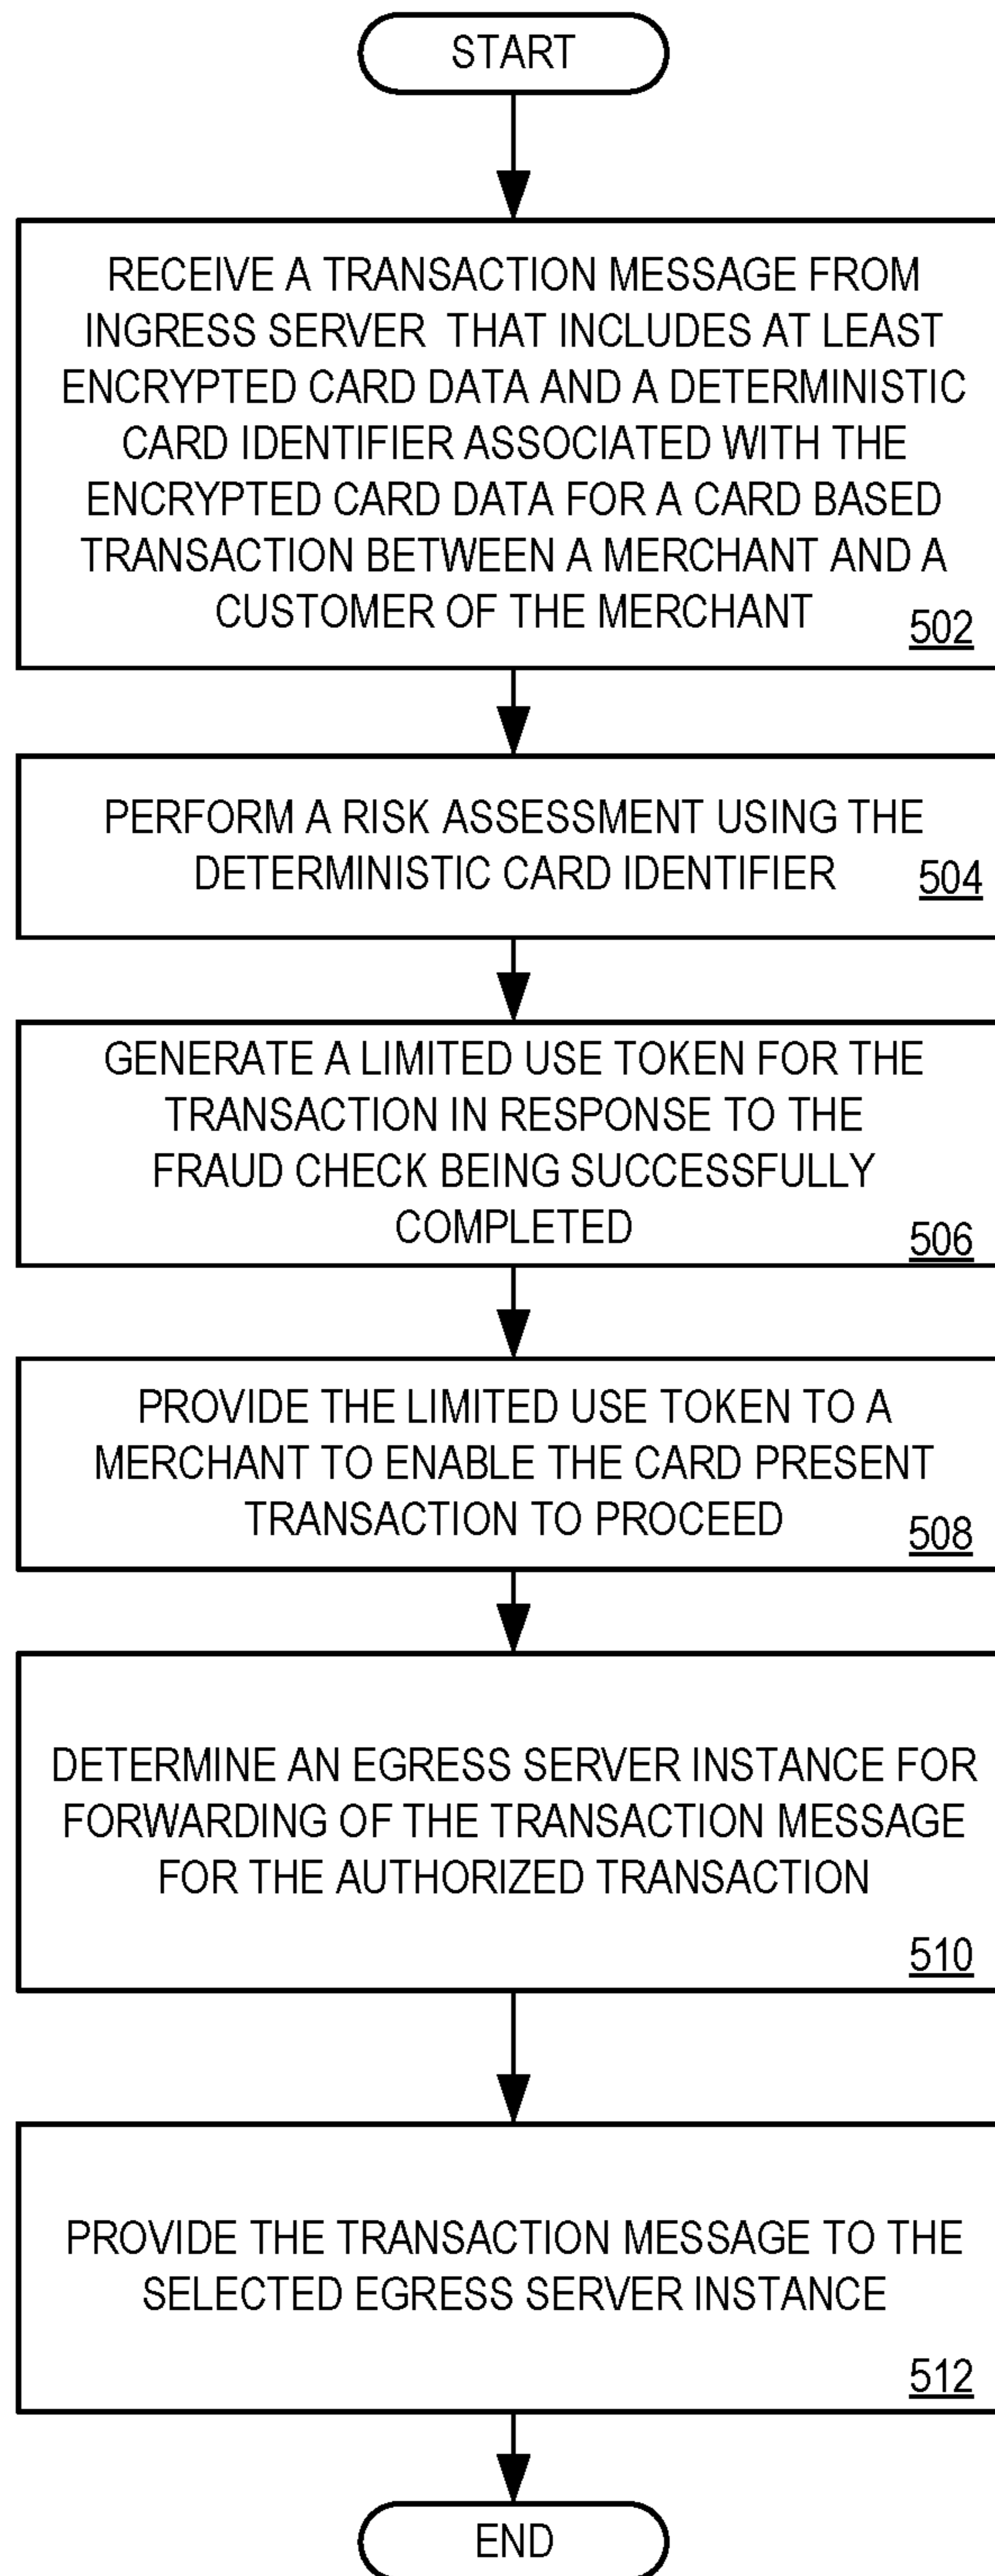 START
RECEIVE A TRANSACTION MESSAGE FROM
INGRESS SERVER THAT INCLUDES AT LEAST
ENCRYPTED CARD DATA AND A DETERMINISTIC
CARD IDENTIFIER ASSOCIATED WITH THE
ENCRYPTED CARD DATA FOR A CARD BASED
TRANSACTION BETWEEN A MERCHANT AND A
CUSTOMER OF THE MERCHANT
502
PERFORM A RISK ASSESSMENT USING THE
DETERMINISTIC CARD IDENTIFIER
504
GENERATE A LIMITED USE TOKEN FOR THE
TRANSACTION IN RESPONSE TO THE
FRAUD CHECK BEING SUCCESSFULLY
COMPLETED
506
PROVIDE THE LIMITED USE TOKEN TO A
MERCHANT TO ENABLE THE CARD PRESENT
TRANSACTION TO PROCEED
508
DETERMINE AN EGRESS SERVER INSTANCE FOR
FORWARDING OF THE TRANSACTION MESSAGE
FOR THE AUTHORIZED TRANSACTION
510
PROVIDE THE TRANSACTION MESSAGE TO THE
SELECTED EGRESS SERVER INSTANCE
512
END